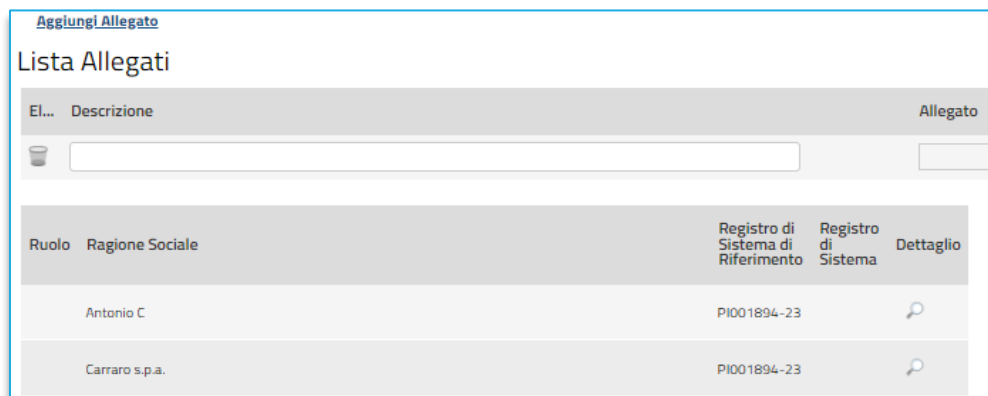 Aggiungi Allegato
Lista Allegati
El... Descrizione Allegato
Ruolo Ragione Sociale Registro di Sistema di Riferimento Registro di Sistema Dettaglio
Antonio C PI001894-23
Carraro s.p.a. PI001894-23